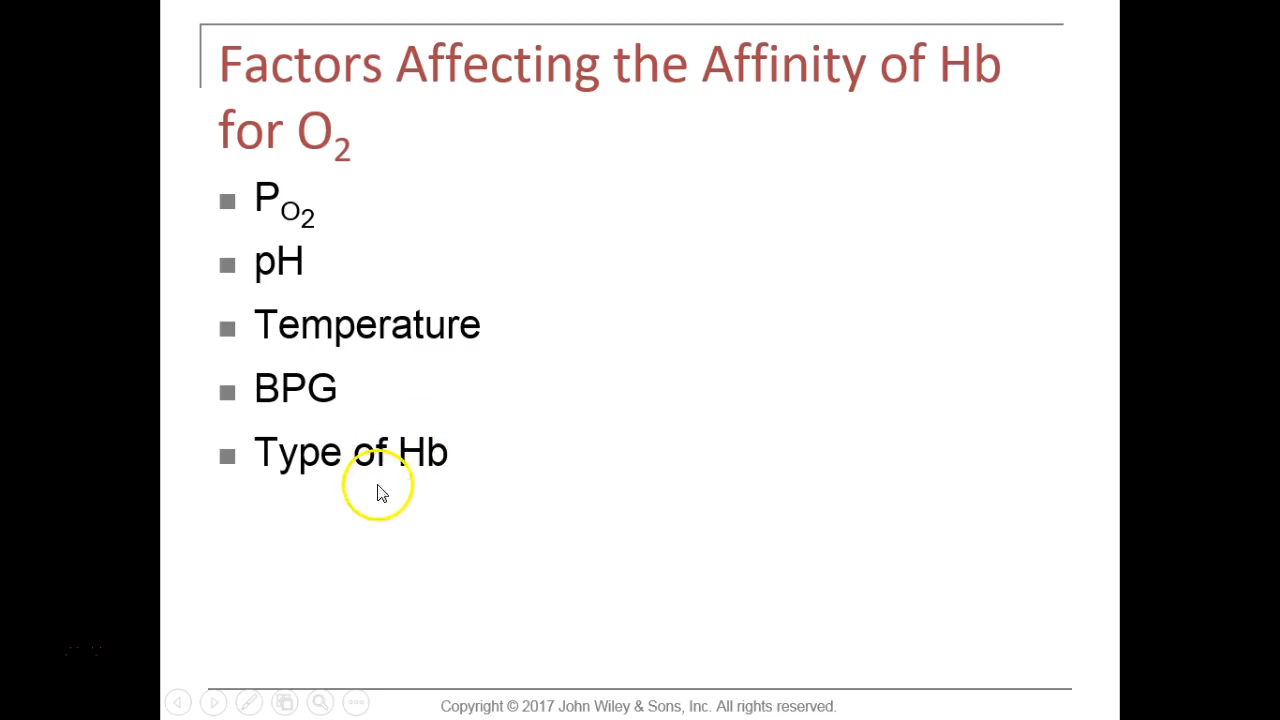 Factors Affecting the Affinity of Hb
for O₂
■ P_O₂
■ pH
■ Temperature
■ BPG
■ Type of Hb
Copyright © 2017 John Wiley & Sons, Inc. All rights reserved.